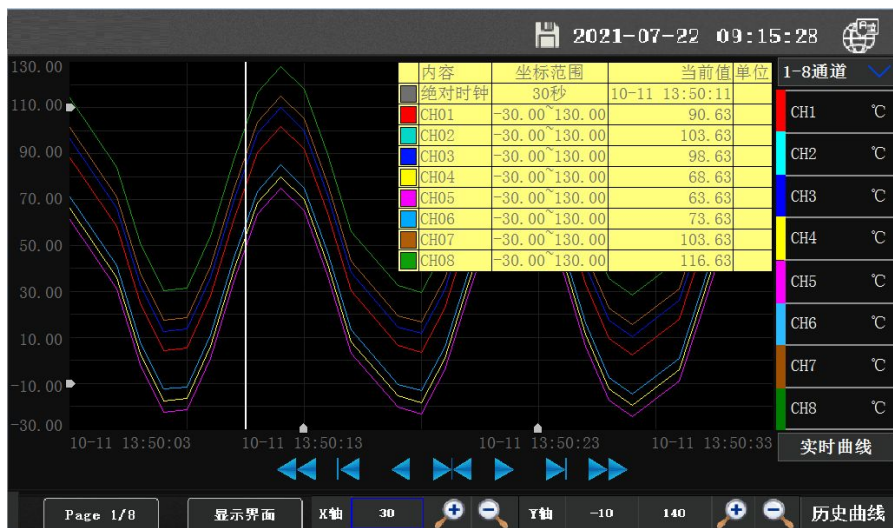 2021-07-22 09:15:28
130.00
110.00
90.00
70.00
50.00
30.00
10.00
-10.00
-30.00
内容 坐标范围 当前值 单位
绝对时钟 30秒 10-11 13:50:11
CH01 -30.00~130.00 90.63
CH02 -30.00~130.00 103.63
CH03 -30.00~130.00 98.63
CH04 -30.00~130.00 68.63
CH05 -30.00~130.00 63.63
CH06 -30.00~130.00 73.63
CH07 -30.00~130.00 103.63
CH08 -30.00~130.00 116.63
1-8通道
CH1 ℃
CH2 ℃
CH3 ℃
CH4 ℃
CH5 ℃
CH6 ℃
CH7 ℃
CH8 ℃
10-11 13:50:03 10-11 13:50:13 10-11 13:50:23 10-11 13:50:33
实时曲线
Page 1/8 显示界面 X轴 30 Y轴 -10 140 历史曲线